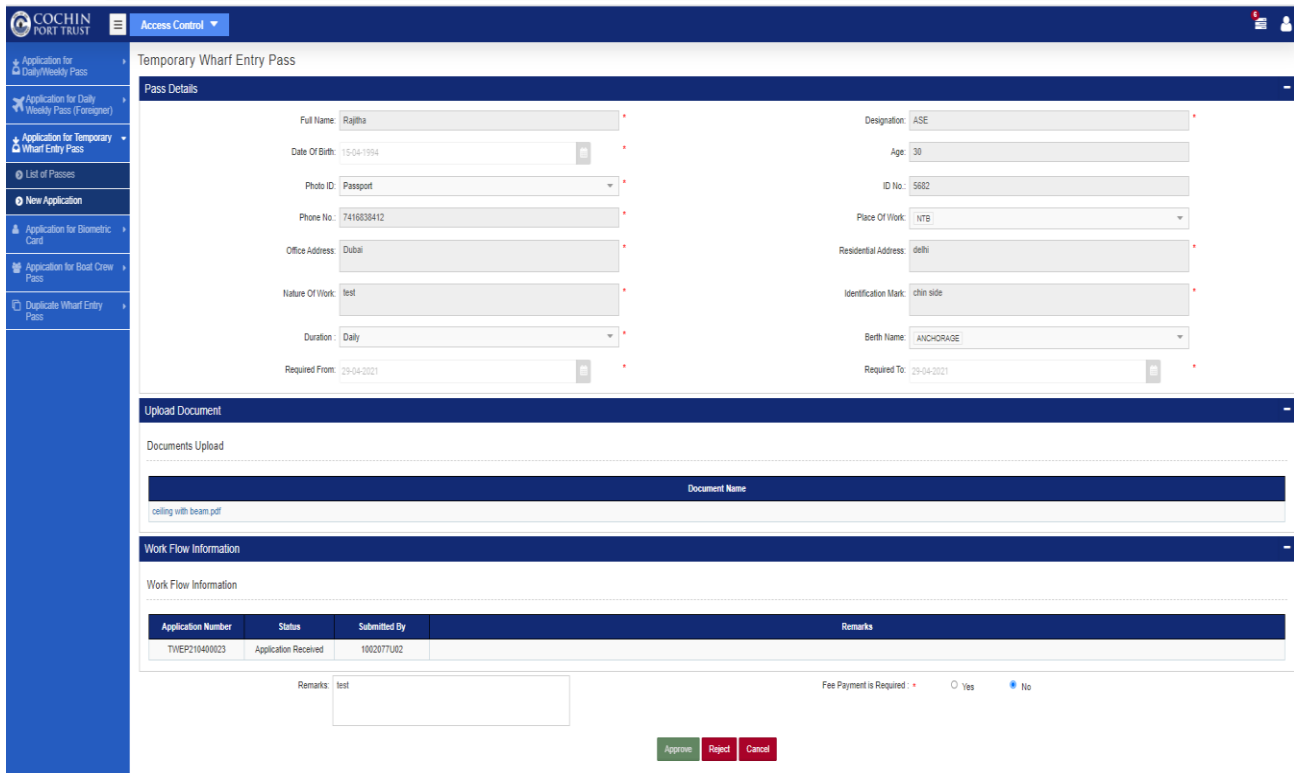 COCHIN
PORT TRUST
Access Control
6
Application for
Daily/Weekly Pass
Application for Daily
Weekly Pass (Foreigner)
Application for Temporary
Wharf Entry Pass
List of Passes
New Application
Application for Biometric
Card
Appication for Boat Crew
Pass
Duplicate Wharf Entry
Pass
Temporary Wharf Entry Pass
Pass Details
Full Name: Rajitha * Designation: ASE *
Date Of Birth: 15-04-1994 * Age: 30
Photo ID: Passport * ID No.: 5682
Phone No.: 7416838412 * Place Of Work: NTB
Office Address: Dubai * Residential Address: delhi *
Nature Of Work: test * Identification Mark: chin side *
Duration : Daily * Berth Name: ANCHORAGE
Required From: 29-04-2021 * Required To: 29-04-2021 *
Upload Document
Documents Upload
Document Name
ceiling with beam.pdf
Work Flow Information
Work Flow Information
Application Number Status Submitted By Remarks
TWEP210400023 Application Received 1002077U02
Remarks: test Fee Payment is Required : * Yes No
Approve Reject Cancel